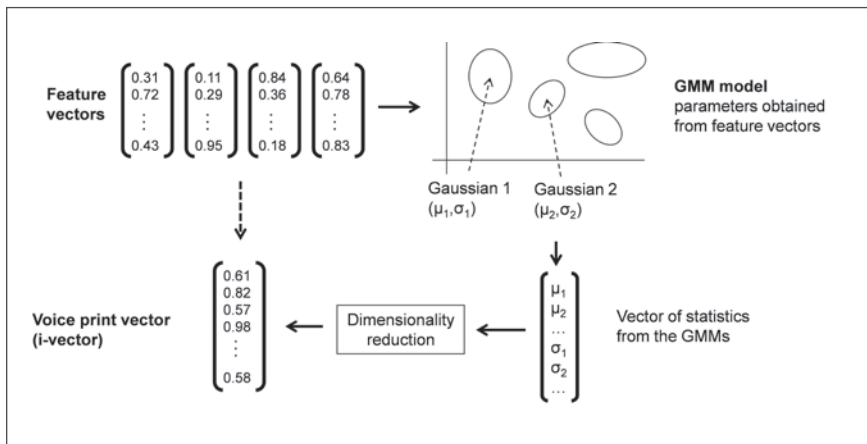 Feature
vectors
0.31
0.72
⋮
0.43
0.11
0.29
⋮
0.95
0.84
0.36
⋮
0.18
0.64
0.78
⋮
0.83
GMM model
parameters obtained
from feature vectors
Gaussian 1
(μ₁,σ₁)
Gaussian 2
(μ₂,σ₂)
Voice print vector
(i-vector)
0.61
0.82
0.57
0.98
⋮
0.58
Dimensionality
reduction
μ₁
μ₂
...
σ₁
σ₂
...
Vector of statistics
from the GMMs